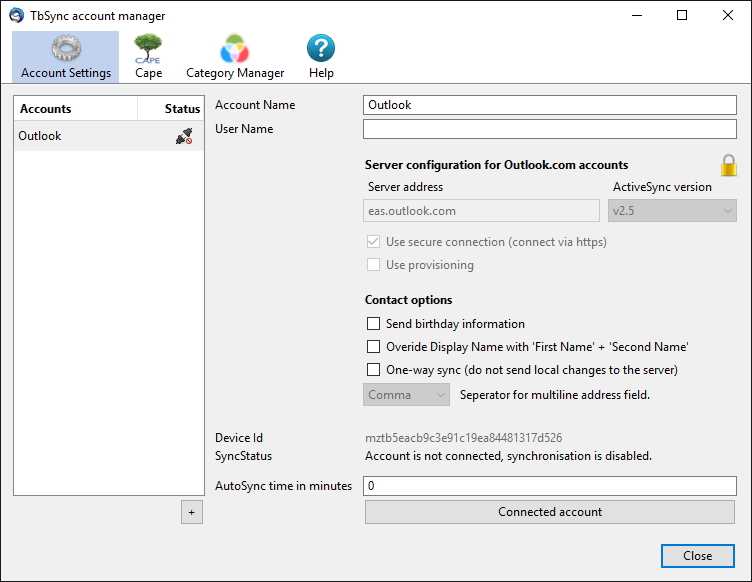 TbSync account manager
Account Settings
CAPE
Cape
Category Manager
?
Help
Accounts
Status
Outlook
Account Name
Outlook
User Name
Server configuration for Outlook.com accounts
Server address
ActiveSync version
eas.outlook.com
v2.5
Use secure connection (connect via https)
Use provisioning
Contact options
Send birthday information
Overide Display Name with 'First Name' + 'Second Name'
One-way sync (do not send local changes to the server)
Comma
Seperator for multiline address field.
Device Id
mztb5eacb9c3e91c19ea84481317d526
SyncStatus
Account is not connected, synchronisation is disabled.
AutoSync time in minutes
0
+
Connected account
Close